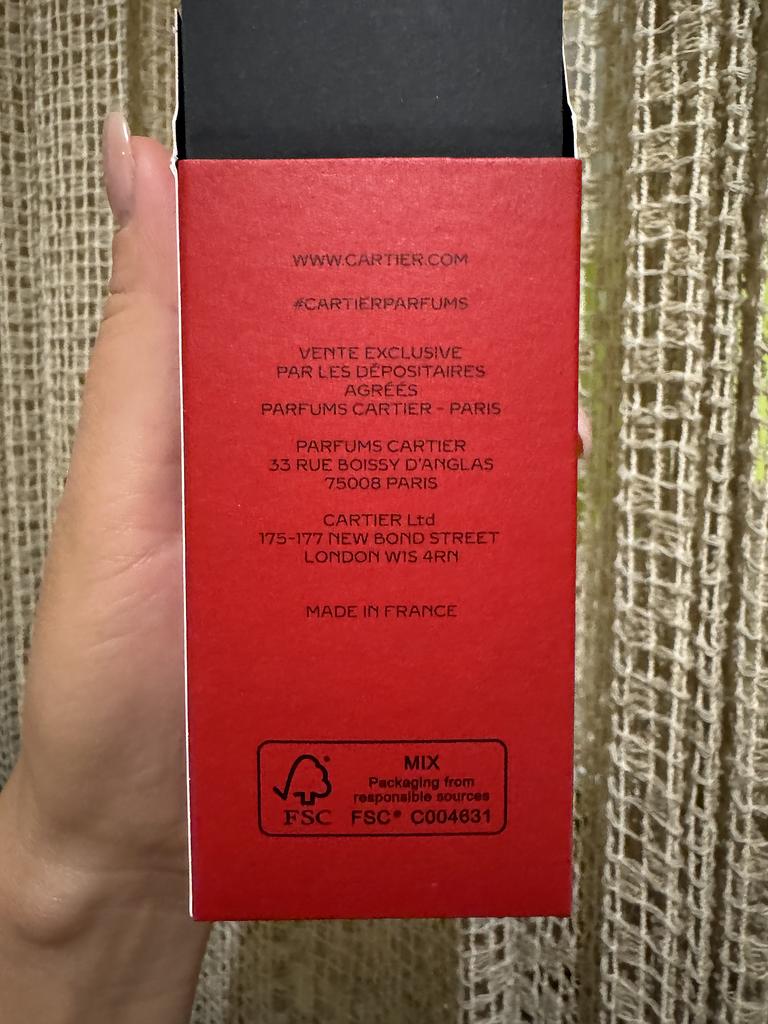 WWW.CARTIER.COM
#CARTIERPARFUMS
VENTE EXCLUSIVE
PAR LES DÉPOSITAIRES
AGRÉÉS
PARFUMS CARTIER - PARIS
PARFUMS CARTIER
33 RUE BOISSY D'ANGLAS
75008 PARIS
CARTIER Ltd
175-177 NEW BOND STREET
LONDON W1S 4RN
MADE IN FRANCE
MIX
Packaging from
responsible sources
FSC® C004631
FSC